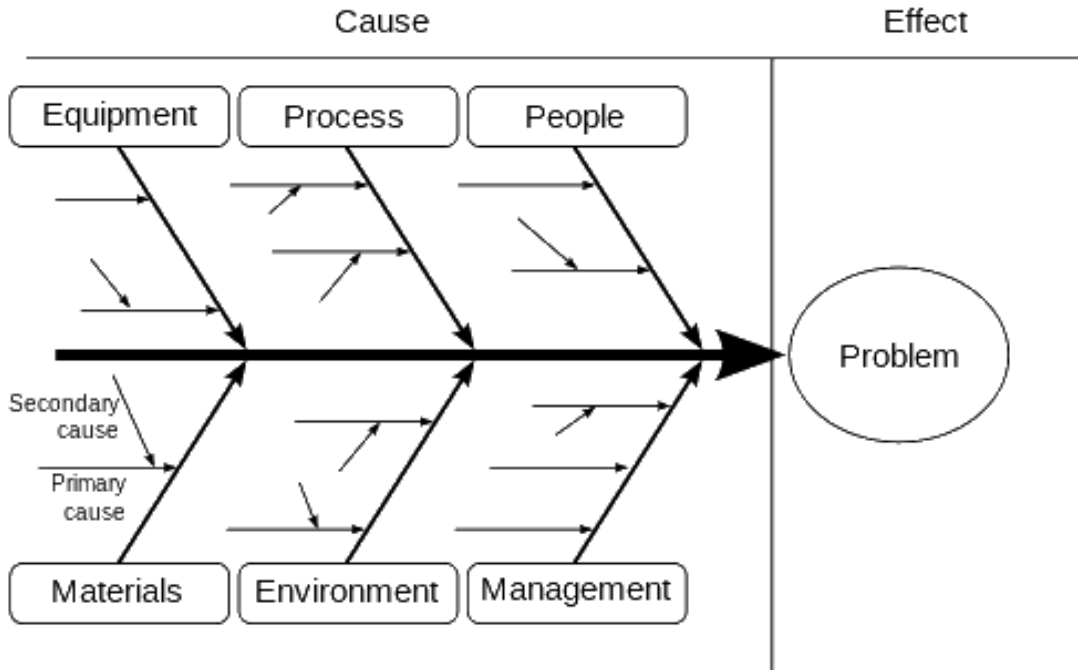 Cause
Effect
Equipment
Process
People
Problem
Secondary
cause
Primary
cause
Materials
Environment
Management